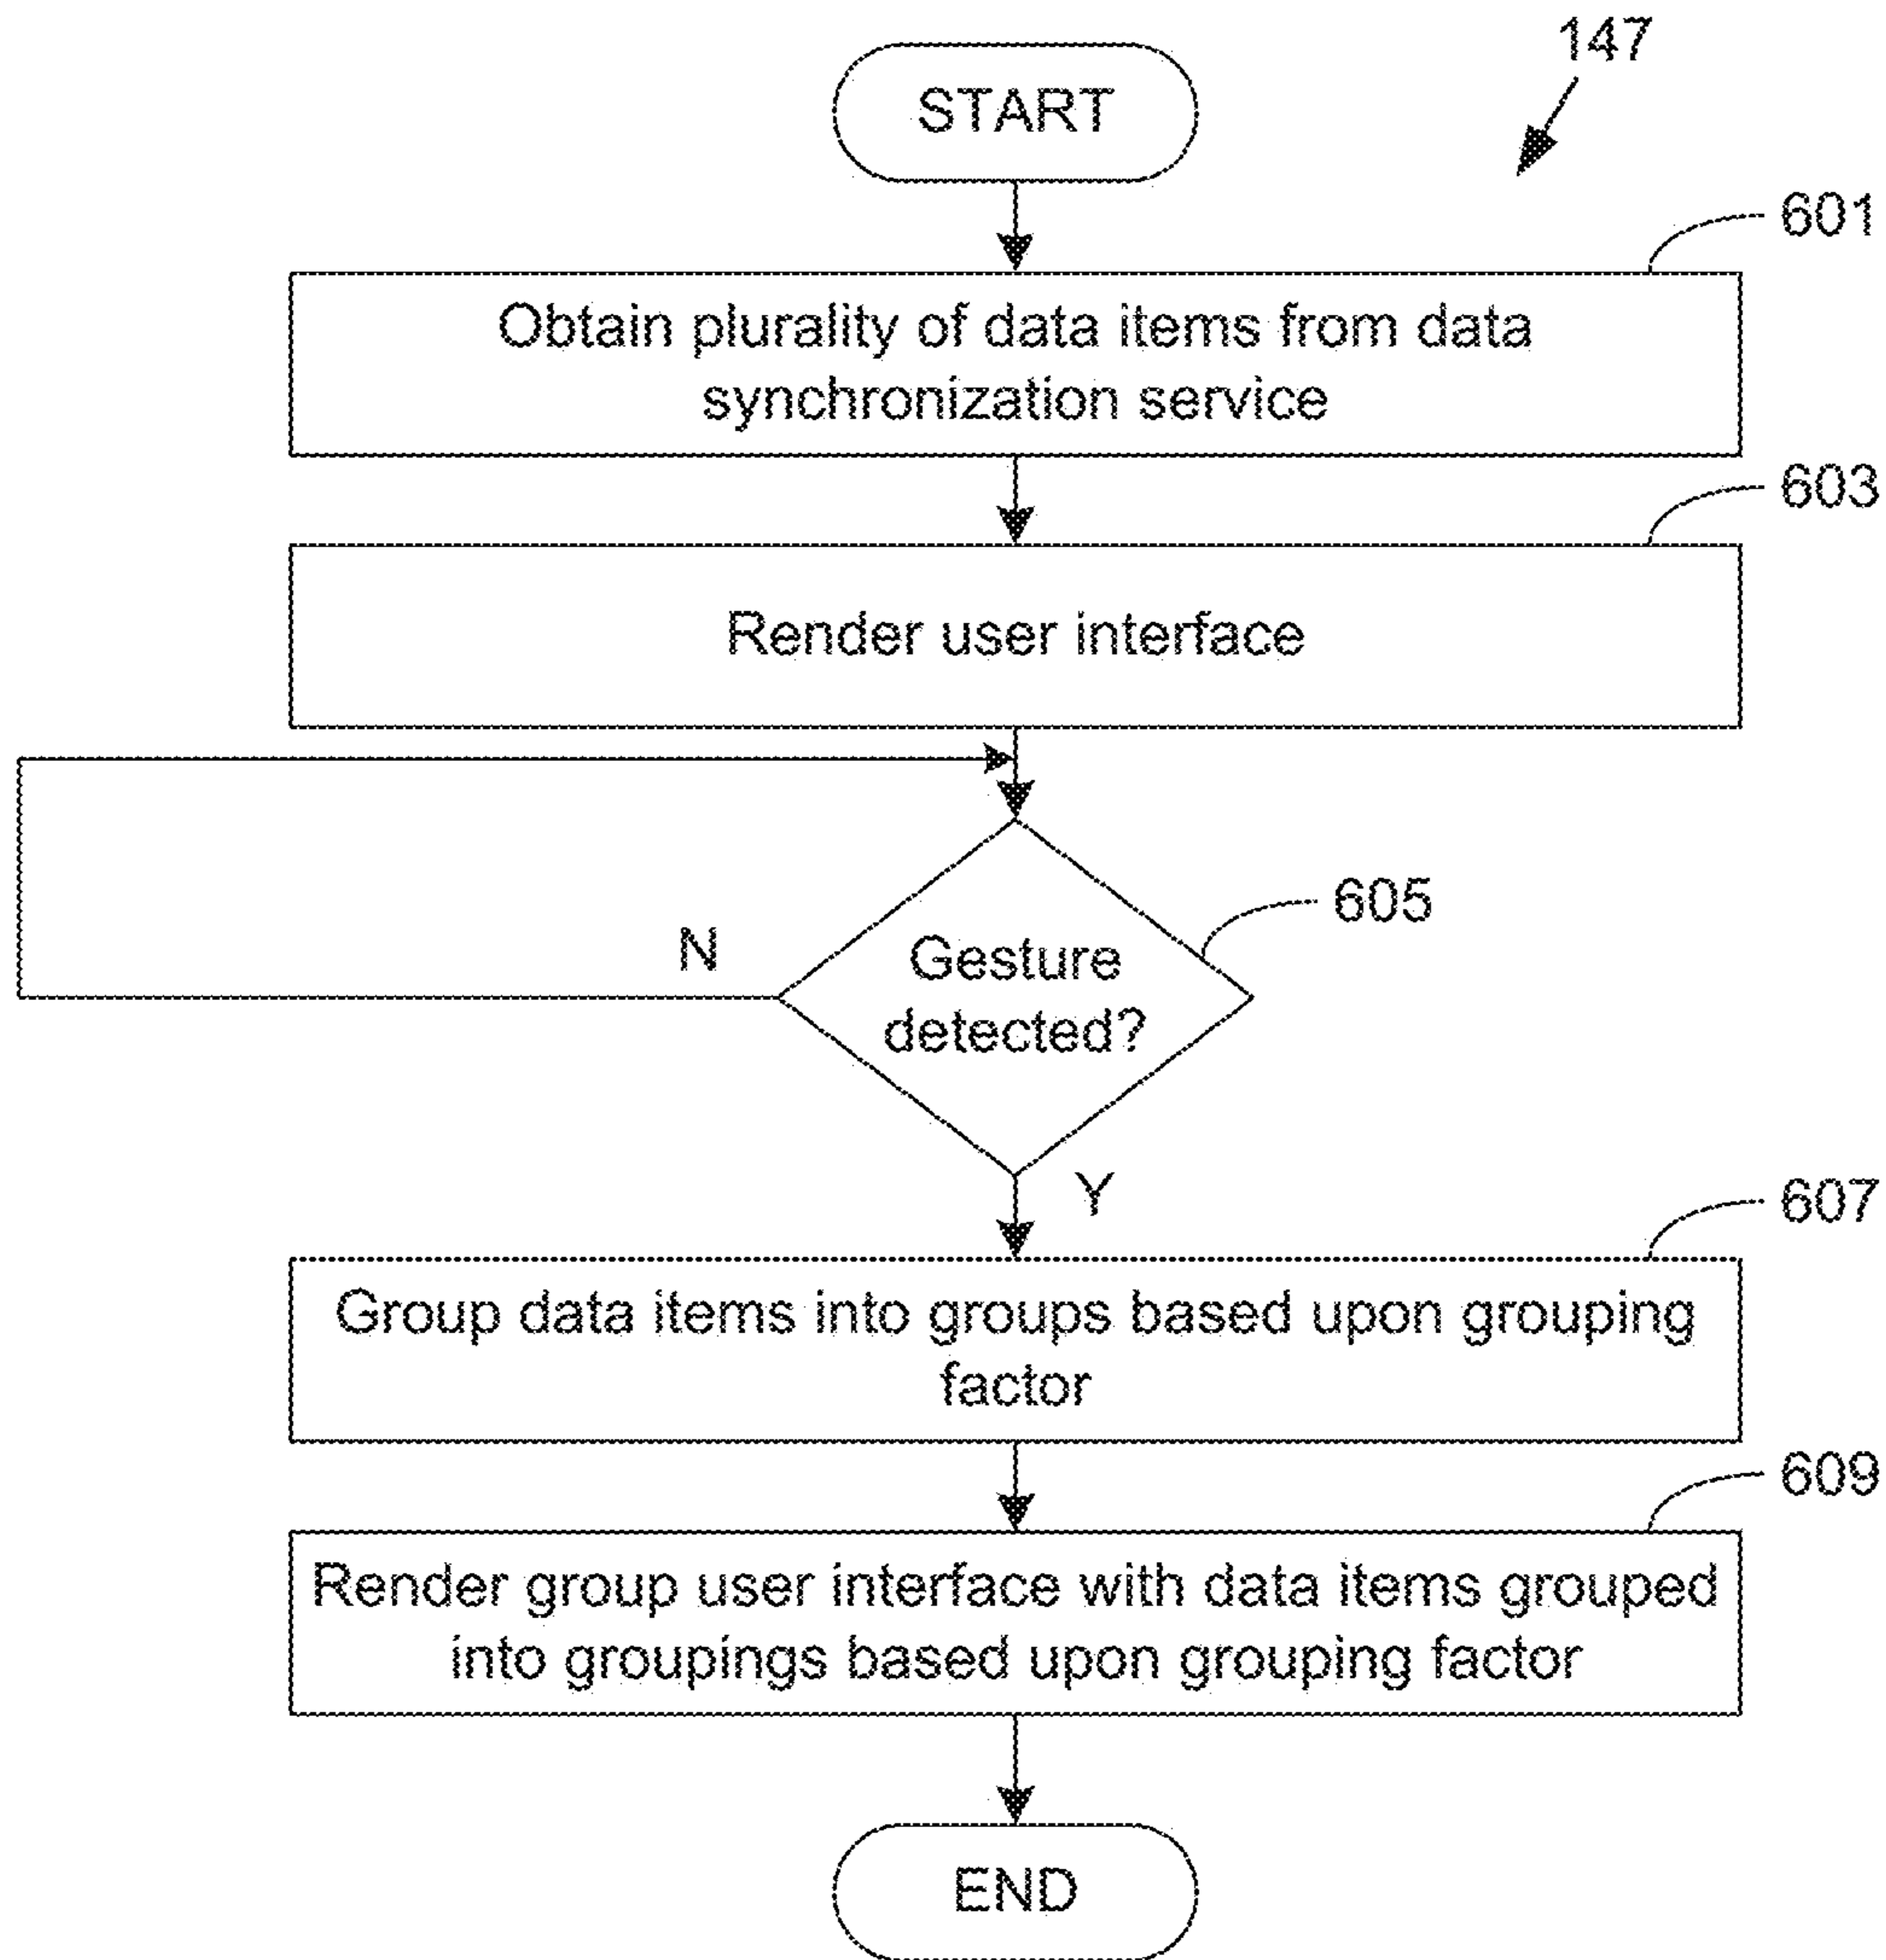 147
START
601
Obtain plurality of data items from data
synchronization service
603
Render user interface
605
N
Gesture
detected?
Y
607
Group data items into groups based upon grouping
factor
609
Render group user interface with data items grouped
into groupings based upon grouping factor
END